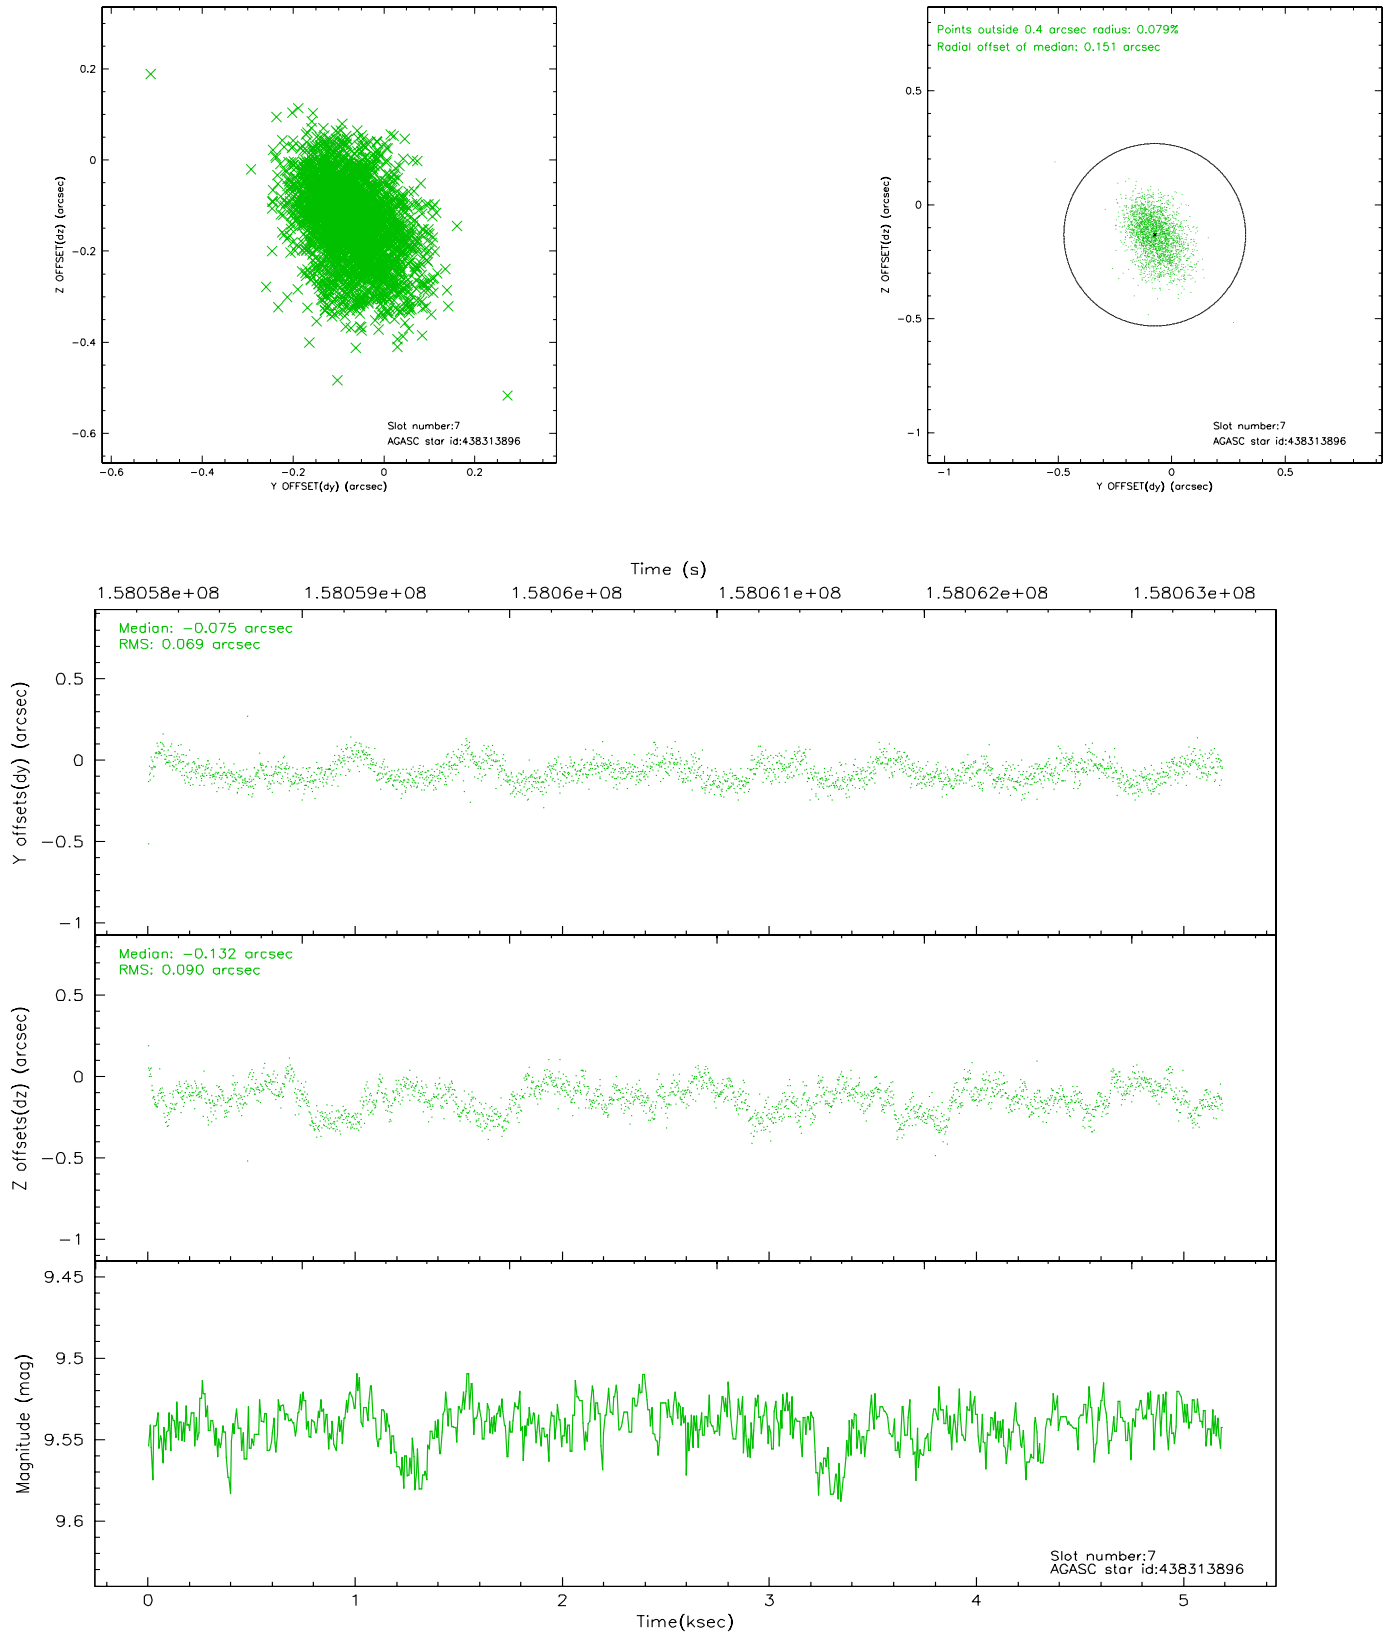 0.2
0
-0.2
-0.4
-0.6
-0.6
-0.4
-0.2
0
0.2
Z OFFSET(dz) (arcsec)
Y OFFSET(dy) (arcsec)
Slot number:7
AGASC star id:438313896
Points outside 0.4 arcsec radius: 0.079%
Radial offset of median: 0.151 arcsec
0.5
0
-0.5
-1
-1
-0.5
0
0.5
Z OFFSET(dz) (arcsec)
Y OFFSET(dy) (arcsec)
Slot number:7
AGASC star id:438313896
Time (s)
1.58058e+08
1.58059e+08
1.5806e+08
1.58061e+08
1.58062e+08
1.58063e+08
Median: -0.075 arcsec
RMS: 0.069 arcsec
0.5
0
-0.5
-1
Y offsets(dy) (arcsec)
Median: -0.132 arcsec
RMS: 0.090 arcsec
0.5
0
-0.5
-1
Z offsets(dz) (arcsec)
9.45
9.5
9.55
9.6
Magnitude (mag)
Slot number:7
AGASC star id:438313896
0
1
2
3
4
5
Time(ksec)